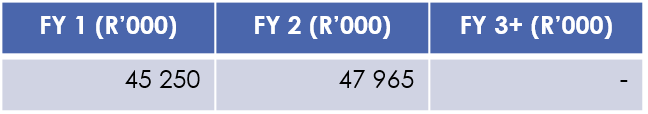 FY 1 (R’000) FY 2 (R’000) FY 3+ (R’000)
45 250 47 965 -